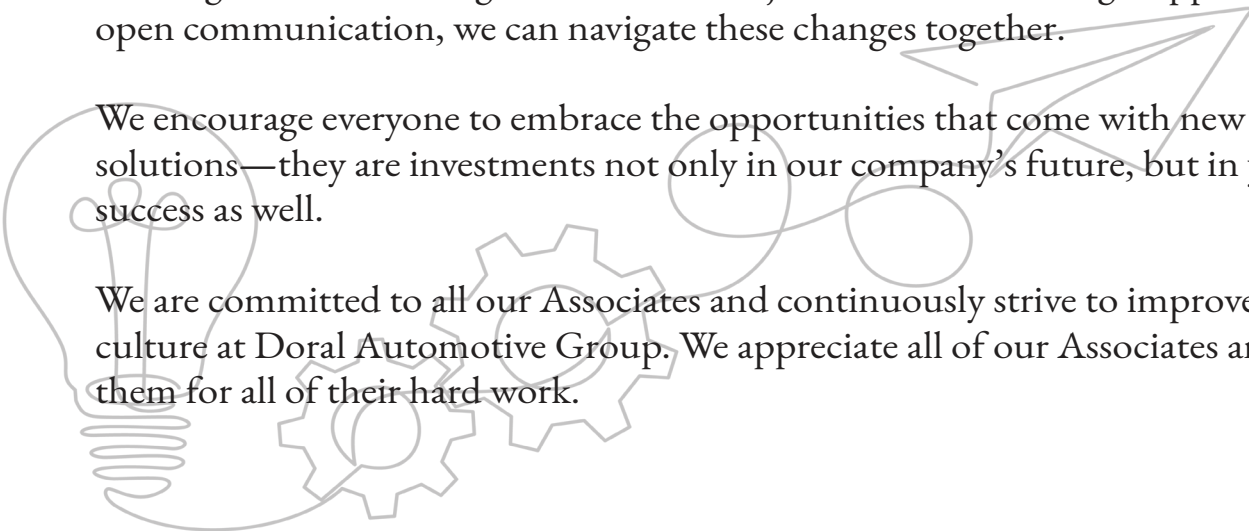 open communication, we can navigate these changes together.
We encourage everyone to embrace the opportunities that come with new
solutions—they are investments not only in our company’s future, but in
success as well.
We are committed to all our Associates and continuously strive to improve
culture at Doral Automotive Group. We appreciate all of our Associates
them for all of their hard work.